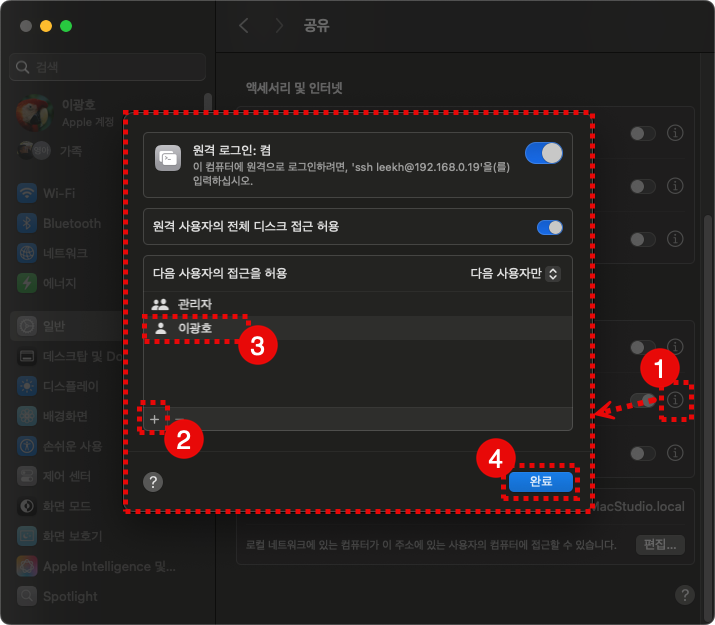 공유
검색
이광호
Apple 계정
가족
Wi-Fi
Bluetooth
네트워크
에너지
일반
데스크탑 및 Do
디스플레이
배경화면
손쉬운 사용
제어 센터
화면 모드
화면 보호기
Apple Intelligence 및...
Spotlight
액세서리 및 인터넷
원격 로그인: 켬
이 컴퓨터에 원격으로 로그인하려면, 'ssh leekh@192.168.0.19'을(를)
입력하십시오.
원격 사용자의 전체 디스크 접근 허용
다음 사용자의 접근을 허용 다음 사용자만
관리자
이광호
3
1
+ −
2
4
?
완료
MacStudio.local
로컬 네트워크에 있는 컴퓨터가 이 주소에 있는 사용자의 컴퓨터에 접근할 수 있습니다.
편집...
?